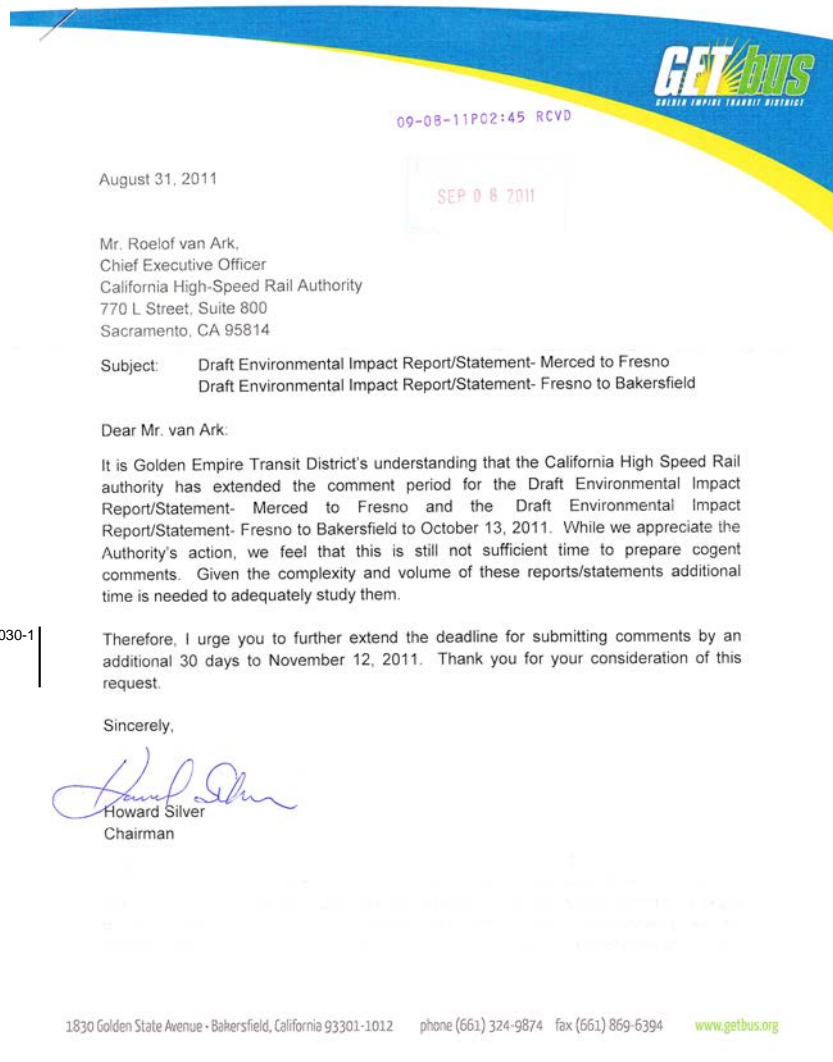 GET bus
GOLDEN EMPIRE TRANSIT DISTRICT
09-08-11P02:45 RCVD
August 31, 2011
SEP 08 2011
Mr. Roelof van Ark,
Chief Executive Officer
California High-Speed Rail Authority
770 L Street, Suite 800
Sacramento, CA 95814
Subject: Draft Environmental Impact Report/Statement- Merced to Fresno
Draft Environmental Impact Report/Statement- Fresno to Bakersfield
Dear Mr. van Ark:
It is Golden Empire Transit District's understanding that the California High Speed Rail
authority has extended the comment period for the Draft Environmental Impact
Report/Statement- Merced to Fresno and the Draft Environmental Impact
Report/Statement- Fresno to Bakersfield to October 13, 2011. While we appreciate the
Authority's action, we feel that this is still not sufficient time to prepare cogent
comments. Given the complexity and volume of these reports/statements additional
time is needed to adequately study them.
030-1
Therefore, I urge you to further extend the deadline for submitting comments by an
additional 30 days to November 12, 2011. Thank you for your consideration of this
request.
Sincerely,
Howard Silver
Chairman
1830 Golden State Avenue • Bakersfield, California 93301-1012 phone (661) 324-9874 fax (661) 869-6394 www.getbus.org